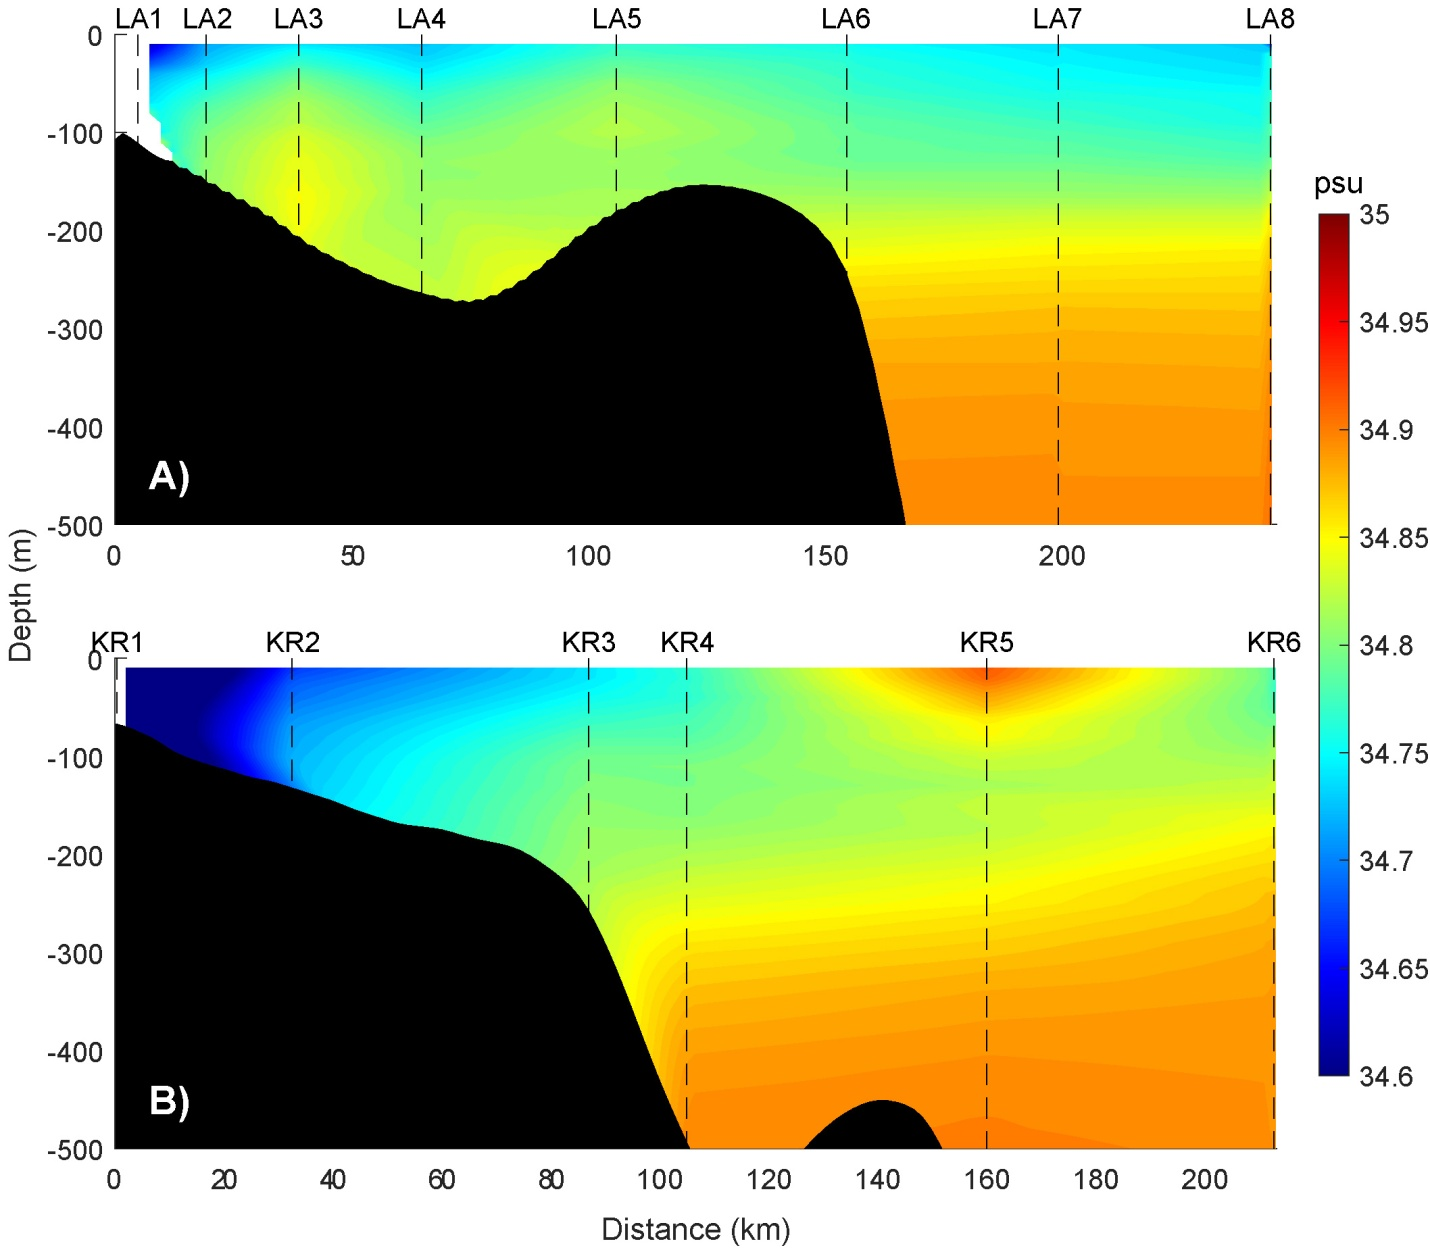 LA1 LA2 LA3 LA4 LA5 LA6 LA7 LA8
0
-100
-200
-300
-400
-500
A)
0 50 100 150 200
psu
35
34.95
34.9
34.85
34.8
34.75
34.7
34.65
34.6
Depth (m)
KR1 KR2 KR3 KR4 KR5 KR6
0
-100
-200
-300
-400
-500
B)
0 20 40 60 80 100 120 140 160 180 200
Distance (km)